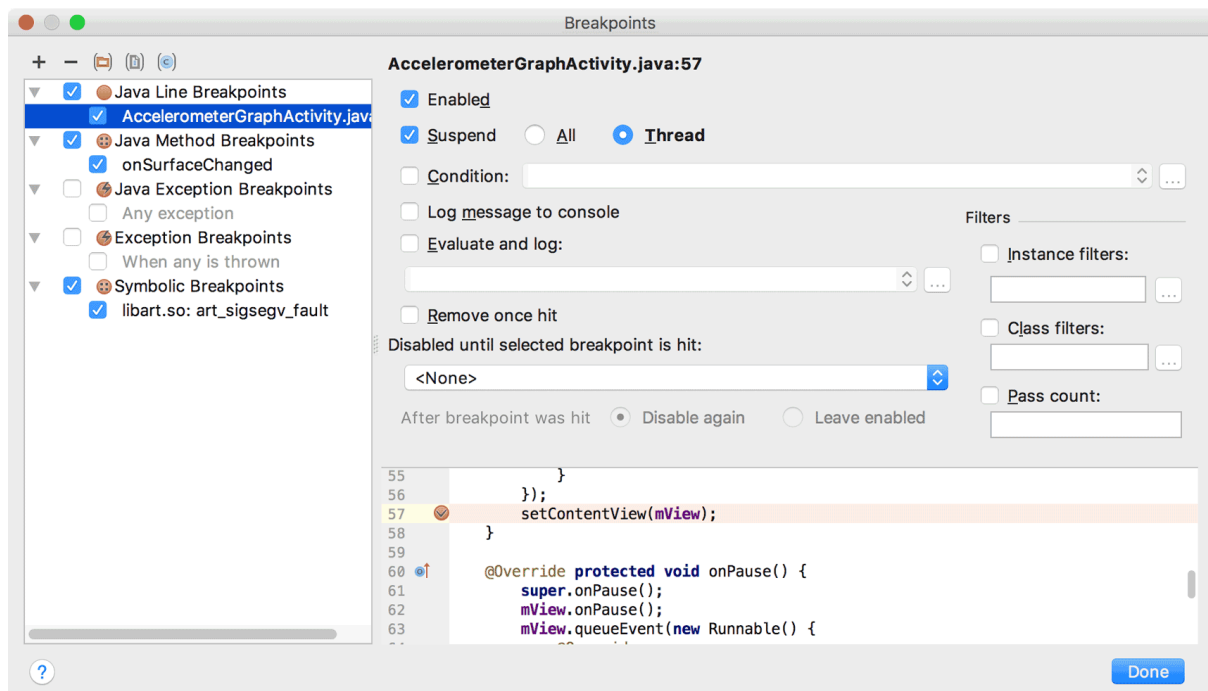 Breakpoints
Java Line Breakpoints
AccelerometerGraphActivity.java
Java Method Breakpoints
onSurfaceChanged
Java Exception Breakpoints
Any exception
Exception Breakpoints
When any is thrown
Symbolic Breakpoints
libart.so: art_sigsegv_fault
AccelerometerGraphActivity.java:57
Enabled
Suspend All Thread
Condition: ...
Log message to console
Evaluate and log:
...
Remove once hit
Disabled until selected breakpoint is hit:
<None>
After breakpoint was hit Disable again Leave enabled
Filters
Instance filters:
...
Class filters:
...
Pass count:
55 }
56 });
57 setContentView(mView);
58 }
59
60 @Override protected void onPause() {
61 super.onPause();
62 mView.onPause();
63 mView.queueEvent(new Runnable() {
?
Done